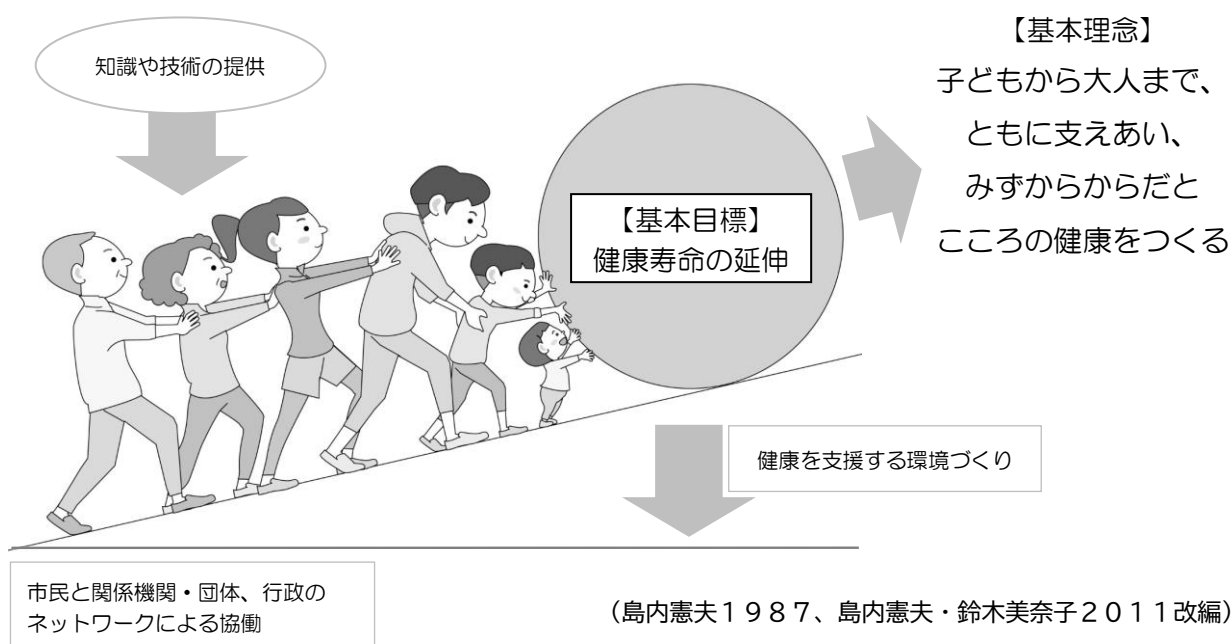 知識や技術の提供
【基本理念】
子どもから大人まで、
ともに支えあい、
みずからからだと
こころの健康をつくる
【基本目標】
健康寿命の延伸
健康を支援する環境づくり
市民と関係機関・団体、行政の
ネットワークによる協働
（島内憲夫１９８７、島内憲夫・鈴木美奈子２０１１改編）